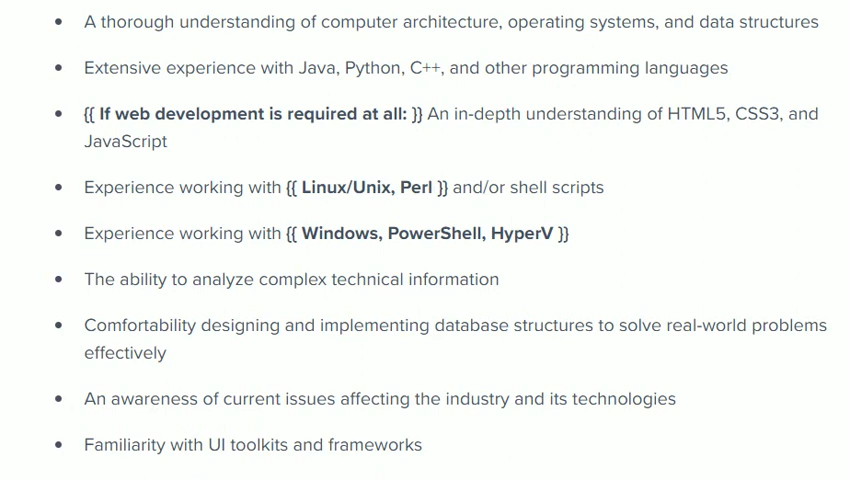 • A thorough understanding of computer architecture, operating systems, and data structures
• Extensive experience with Java, Python, C++, and other programming languages
• {{ If web development is required at all: }} An in-depth understanding of HTML5, CSS3, and
JavaScript
• Experience working with {{ Linux/Unix, Perl }} and/or shell scripts
• Experience working with {{ Windows, PowerShell, HyperV }}
• The ability to analyze complex technical information
• Comfortability designing and implementing database structures to solve real-world problems
effectively
• An awareness of current issues affecting the industry and its technologies
• Familiarity with UI toolkits and frameworks